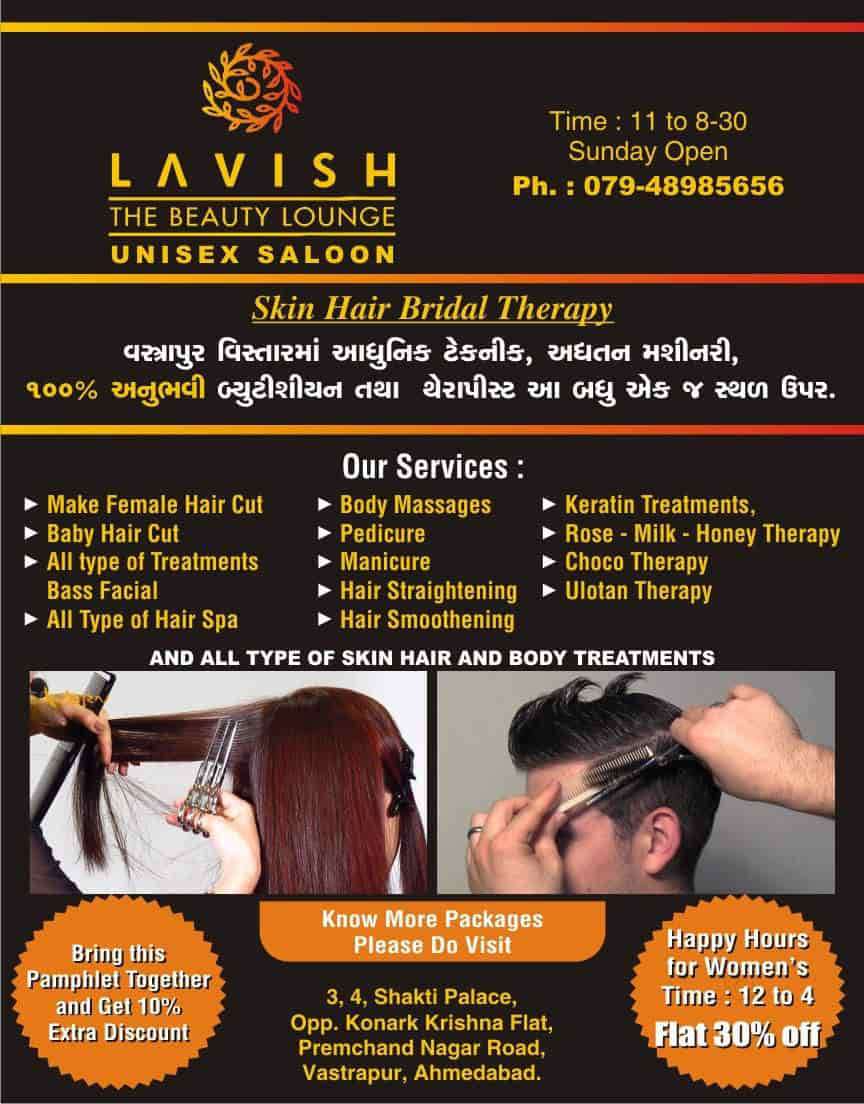 LAVISH
THE BEAUTY LOUNGE
UNISEX SALOON
Time : 11 to 8-30
Sunday Open
Ph. : 079-48985656
Skin Hair Bridal Therapy
વસ્ત્રાપુર વિસ્તારમાં આધુનિક ટેકનીક, અધતન મશીનરી,
૧૦૦% અનુભવી બ્યુટીશીયન તથા થેરાપીસ્ટ આ બધુ એક જ સ્થળ ઉપર.
Our Services :
Make Female Hair Cut
Baby Hair Cut
All type of Treatments
Bass Facial
All Type of Hair Spa
Body Massages
Pedicure
Manicure
Hair Straightening
Hair Smoothening
Keratin Treatments,
Rose - Milk - Honey Therapy
Choco Therapy
Ulotan Therapy
AND ALL TYPE OF SKIN HAIR AND BODY TREATMENTS
Bring this
Pamphlet Together
and Get 10%
Extra Discount
Know More Packages
Please Do Visit
3, 4, Shakti Palace,
Opp. Konark Krishna Flat,
Premchand Nagar Road,
Vastrapur, Ahmedabad.
Happy Hours
for Women's
Time : 12 to 4
Flat 30% off